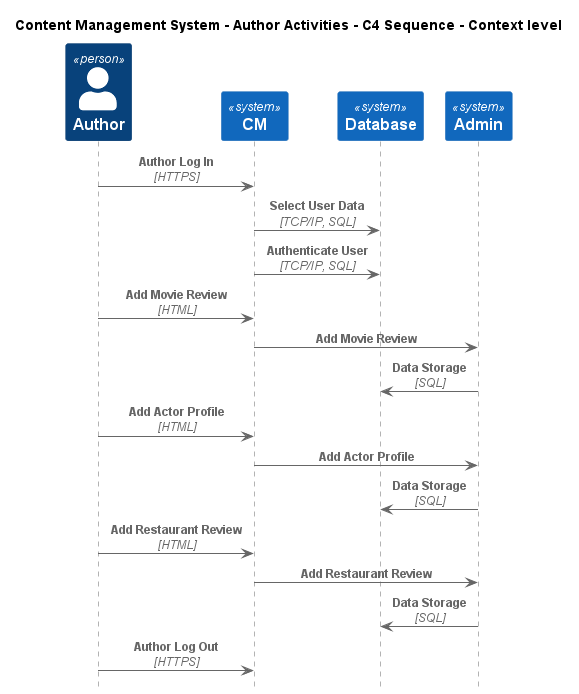 Content Management System - Author Activities - C4 Sequence - Context level
«person»
Author
«system»
CM
«system»
Database
«system»
Admin
Author Log In
[HTTPS]
Select User Data
[TCP/IP, SQL]
Authenticate User
[TCP/IP, SQL]
Add Movie Review
[HTML]
Add Movie Review
Data Storage
[SQL]
Add Actor Profile
[HTML]
Add Actor Profile
Data Storage
[SQL]
Add Restaurant Review
[HTML]
Add Restaurant Review
Data Storage
[SQL]
Author Log Out
[HTTPS]